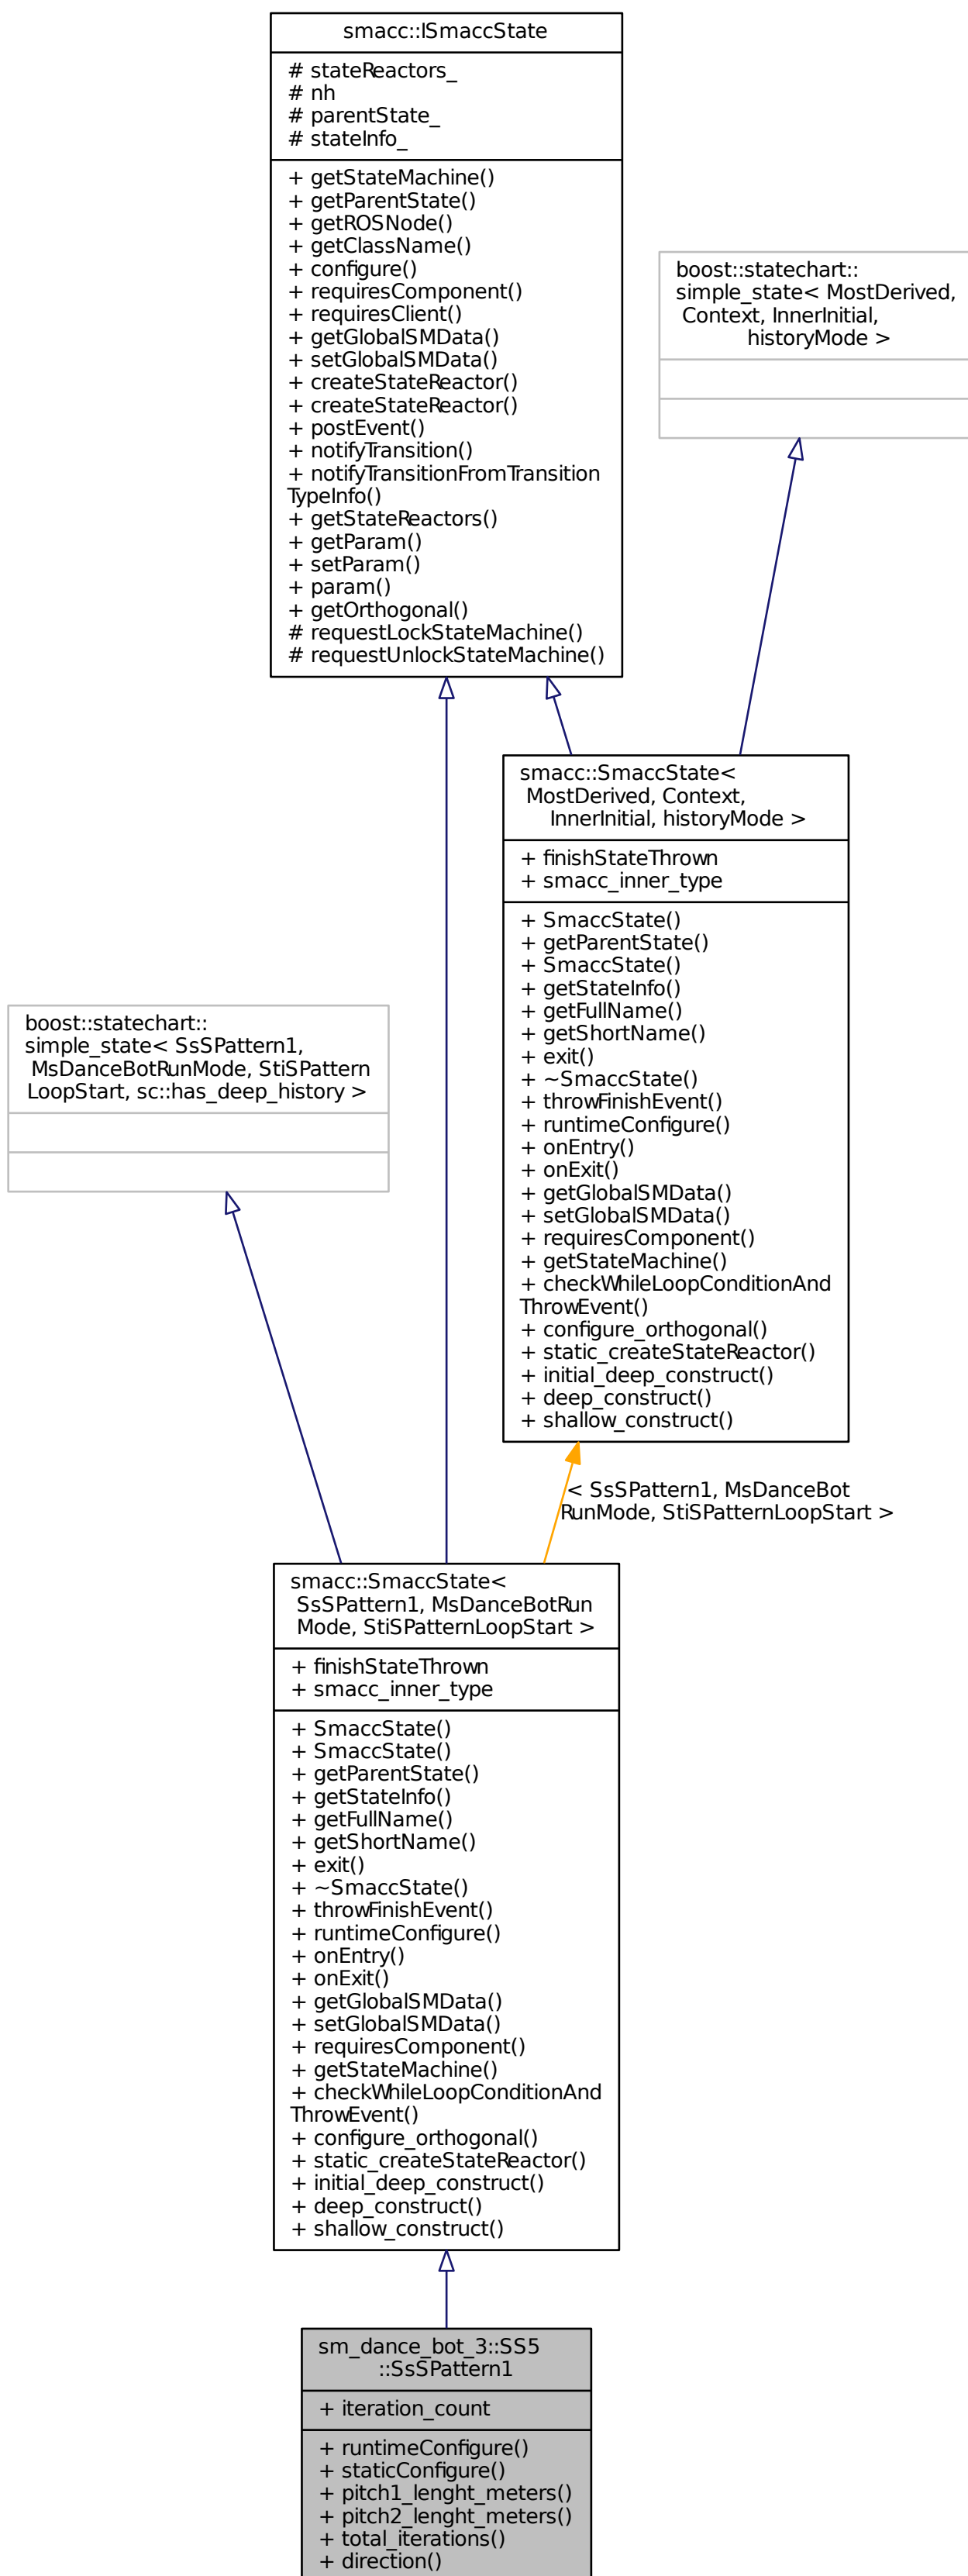 smacc::ISmaccState
# stateReactors_
# nh
# parentState_
# stateInfo_
+ getStateMachine()
+ getParentState()
+ getROSNode()
+ getClassName()
+ configure()
+ requiresComponent()
+ requiresClient()
+ getGlobalSMData()
+ setGlobalSMData()
+ createStateReactor()
+ createStateReactor()
+ postEvent()
+ notifyTransition()
+ notifyTransitionFromTransition
TypeInfo()
+ getStateReactors()
+ getParam()
+ setParam()
+ param()
+ getOrthogonal()
# requestLockStateMachine()
# requestUnlockStateMachine()
boost::statechart::
simple_state< MostDerived,
Context, InnerInitial,
historyMode >
smacc::SmaccState<
MostDerived, Context,
InnerInitial, historyMode >
+ finishStateThrown
+ smacc_inner_type
+ SmaccState()
+ getParentState()
+ SmaccState()
+ getStateInfo()
+ getFullName()
+ getShortName()
+ exit()
+ ~SmaccState()
+ throwFinishEvent()
+ runtimeConfigure()
+ onEntry()
+ onExit()
+ getGlobalSMData()
+ setGlobalSMData()
+ requiresComponent()
+ getStateMachine()
+ checkWhileLoopConditionAnd
ThrowEvent()
+ configure_orthogonal()
+ static_createStateReactor()
+ initial_deep_construct()
+ deep_construct()
+ shallow_construct()
boost::statechart::
simple_state< SsSPattern1,
MsDanceBotRunMode, StiSPattern
LoopStart, sc::has_deep_history >
< SsSPattern1, MsDanceBot
RunMode, StiSPatternLoopStart >
smacc::SmaccState<
SsSPattern1, MsDanceBotRun
Mode, StiSPatternLoopStart >
+ finishStateThrown
+ smacc_inner_type
+ SmaccState()
+ SmaccState()
+ getParentState()
+ getStateInfo()
+ getFullName()
+ getShortName()
+ exit()
+ ~SmaccState()
+ throwFinishEvent()
+ runtimeConfigure()
+ onEntry()
+ onExit()
+ getGlobalSMData()
+ setGlobalSMData()
+ requiresComponent()
+ getStateMachine()
+ checkWhileLoopConditionAnd
ThrowEvent()
+ configure_orthogonal()
+ static_createStateReactor()
+ initial_deep_construct()
+ deep_construct()
+ shallow_construct()
sm_dance_bot_3::SS5
::SsSPattern1
+ iteration_count
+ runtimeConfigure()
+ staticConfigure()
+ pitch1_lenght_meters()
+ pitch2_lenght_meters()
+ total_iterations()
+ direction()